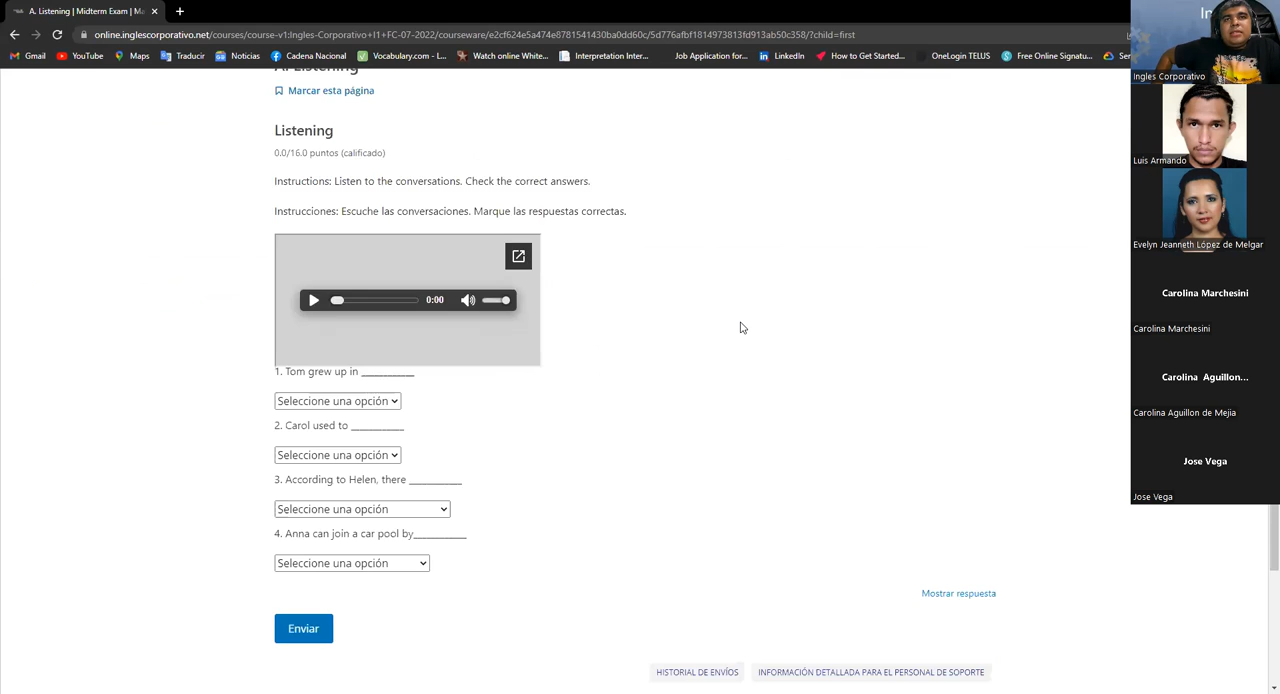 A. Listening | Midterm Exam | Ma
online.inglescorporativo.net/courses/course-v1:Ingles-Corporativo+I1+FC-07-2022/courseware/e2cf624e5a474e8781541430ba0dd60c/5d776afbf1814973813fd913ab50c358/?child=first
Gmail YouTube Maps Traducir Noticias Cadena Nacional Vocabulary.com - L... Watch online White... Interpretation Inter... Job Application for... LinkedIn How to Get Started... OneLogin TELUS Free Online Signatu... Ser
A. Listening
Marcar esta página
Listening
0.0/16.0 puntos (calificado)
Instructions: Listen to the conversations. Check the correct answers.
Instrucciones: Escuche las conversaciones. Marque las respuestas correctas.
0:00
1. Tom grew up in ___________
Seleccione una opción
2. Carol used to ___________
Seleccione una opción
3. According to Helen, there ___________
Seleccione una opción
4. Anna can join a car pool by___________
Seleccione una opción
Mostrar respuesta
Enviar
HISTORIAL DE ENVÍOS INFORMACIÓN DETALLADA PARA EL PERSONAL DE SOPORTE
Ingles Corporativo
Luis Armando
Evelyn Jeanneth López de Melgar
Carolina Marchesini
Carolina Marchesini
Carolina Aguillon...
Carolina Aguillon de Mejia
Jose Vega
Jose Vega